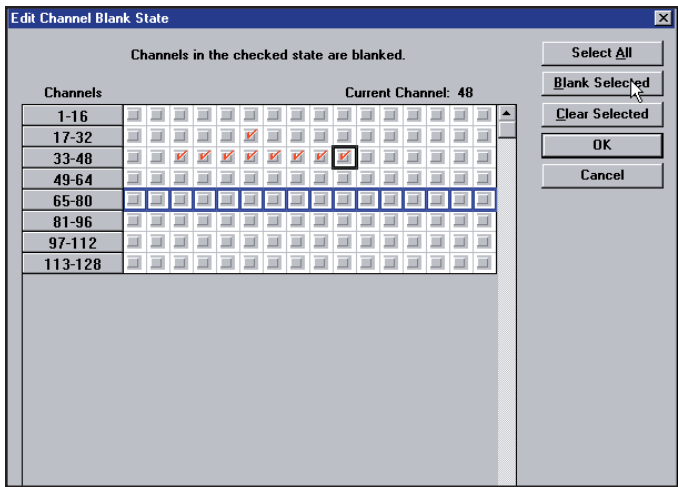 Edit Channel Blank State
Channels in the checked state are blanked.
Channels
Current Channel: 48
1-16
17-32
33-48
49-64
65-80
81-96
97-112
113-128
Select All
Blank Selected
Clear Selected
OK
Cancel